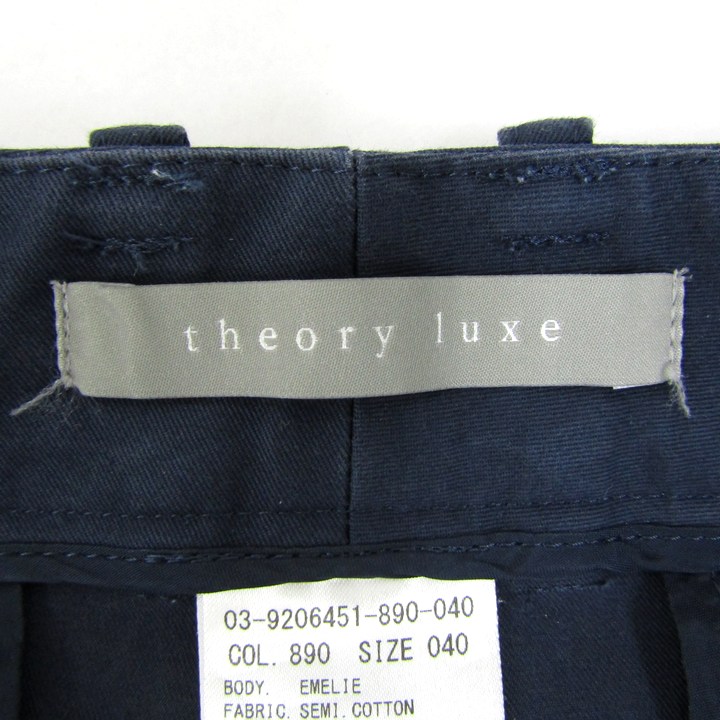 theory luxe
03-9206451-890-040
COL. 890 SIZE 040
BODY. EMELIE
FABRIC. SEMI. COTTON